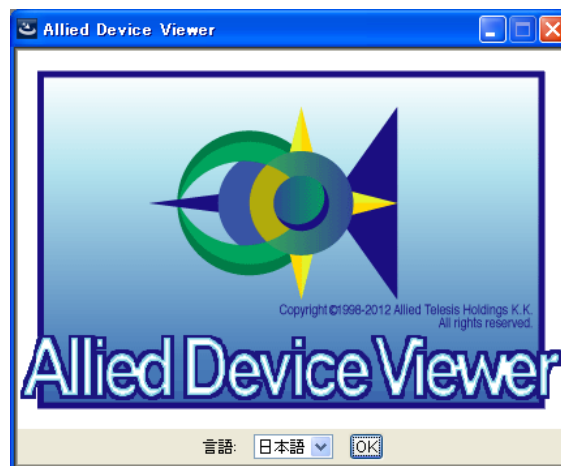 Allied Device Viewer
Copyright ©1998-2012 Allied Telesis Holdings K.K.
All rights reserved.
Allied Device Viewer
言語: 日本語 OK